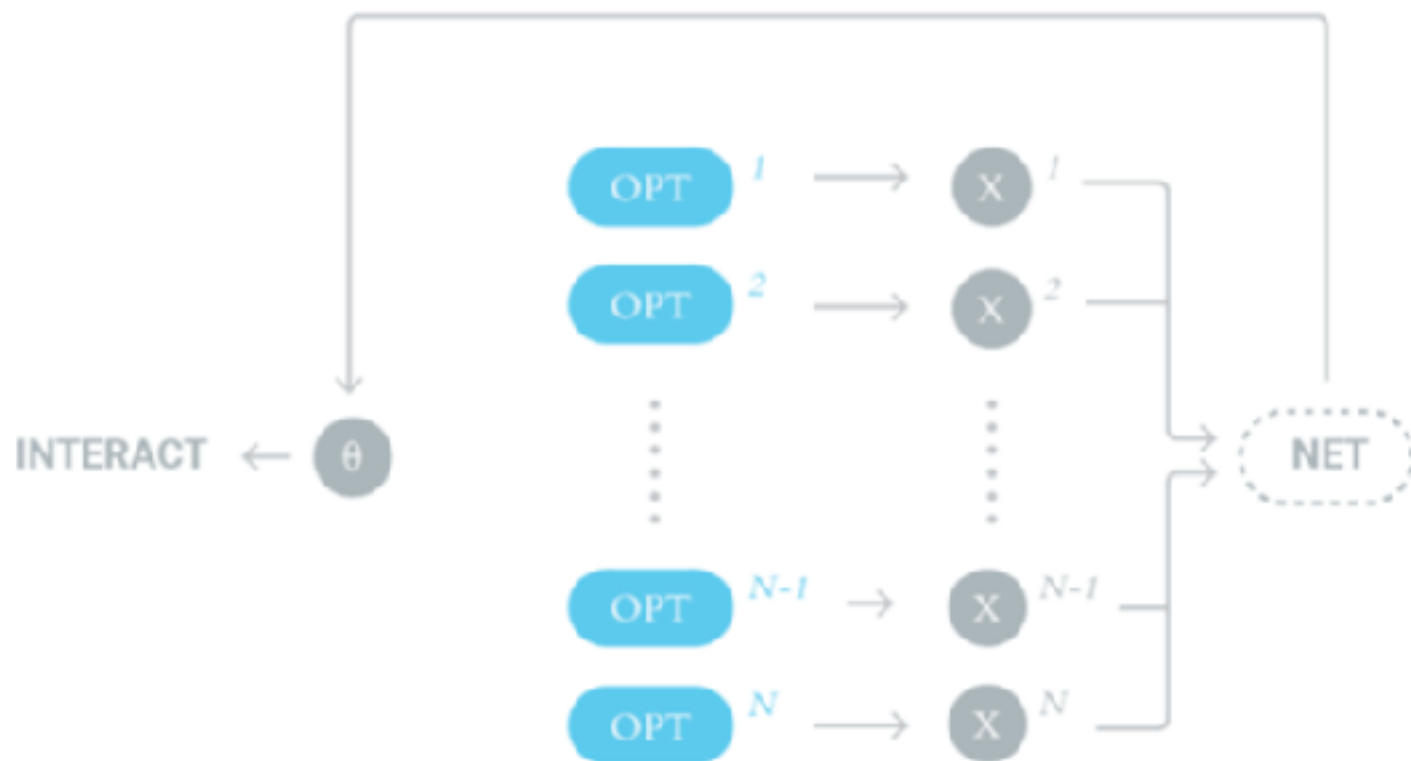 OPT 1 X 1
OPT 2 X 2
INTERACT θ NET
OPT N-1 X N-1
OPT N X N